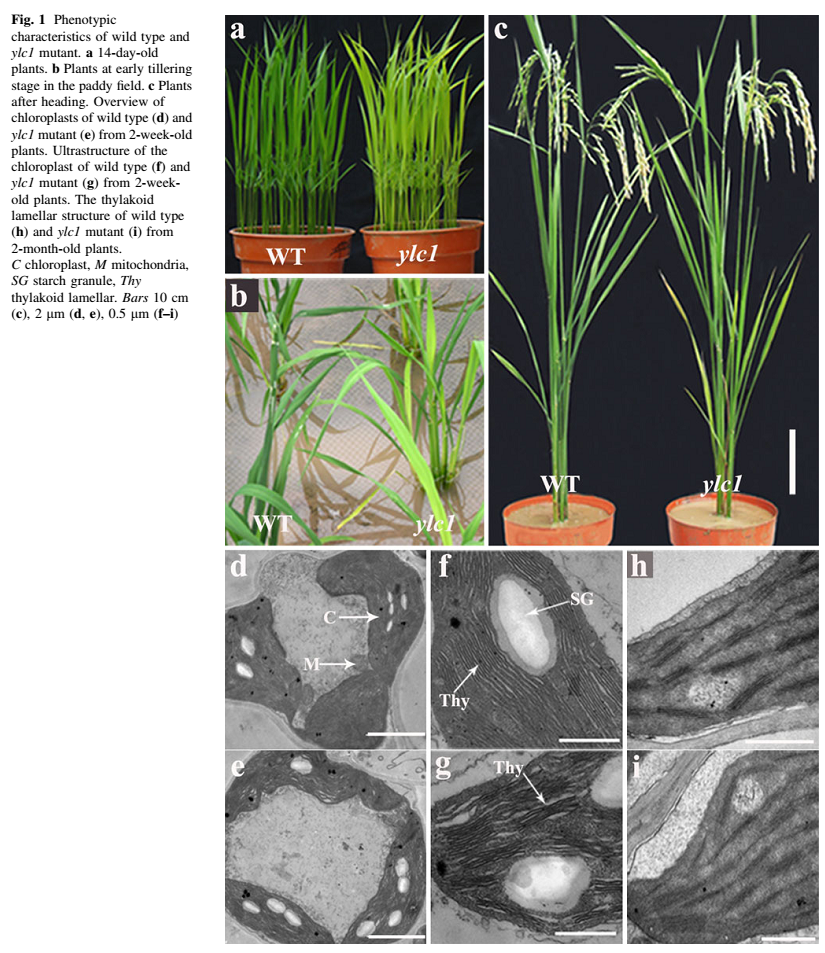 Fig. 1 Phenotypic
characteristics of wild type and
ylc1 mutant. a 14-day-old
plants. b Plants at early tillering
stage in the paddy field. c Plants
after heading. Overview of
chloroplasts of wild type (d) and
ylc1 mutant (e) from 2-week-old
plants. Ultrastructure of the
chloroplast of wild type (f) and
ylc1 mutant (g) from 2-week-
old plants. The thylakoid
lamellar structure of wild type
(h) and ylc1 mutant (i) from
2-month-old plants.
C chloroplast, M mitochondria,
SG starch granule, Thy
thylakoid lamellar. Bars 10 cm
(c), 2 μm (d, e), 0.5 μm (f–i)
a
WT
ylc1
b
WT
ylc1
c
WT
ylc1
d
C
M
f
SG
Thy
h
e
g
Thy
i